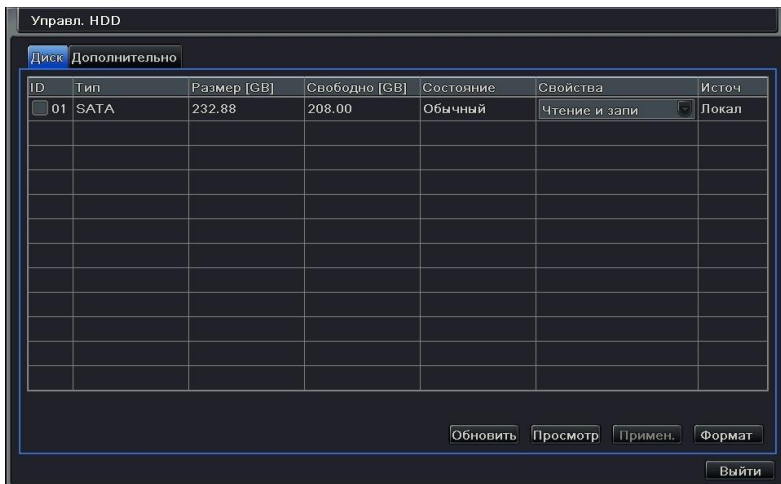 Управл. HDD
Диск Дополнительно
ID Тип Размер [GB] Свободно [GB] Состояние Свойства Источ
01 SATA 232.88 208.00 Обычный Чтение и запи Локал
Обновить Просмотр Примен. Формат
Выйти